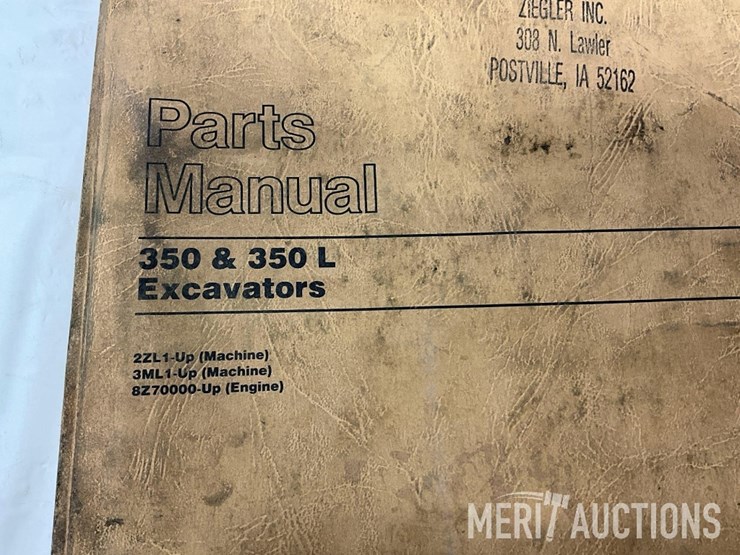 ZIEGLER INC.
308 N. Lawler
POSTVILLE, IA 52162
Parts
Manual
350 & 350 L
Excavators
2ZL1-Up (Machine)
3ML1-Up (Machine)
8Z70000-Up (Engine)
MERIT AUCTIONS